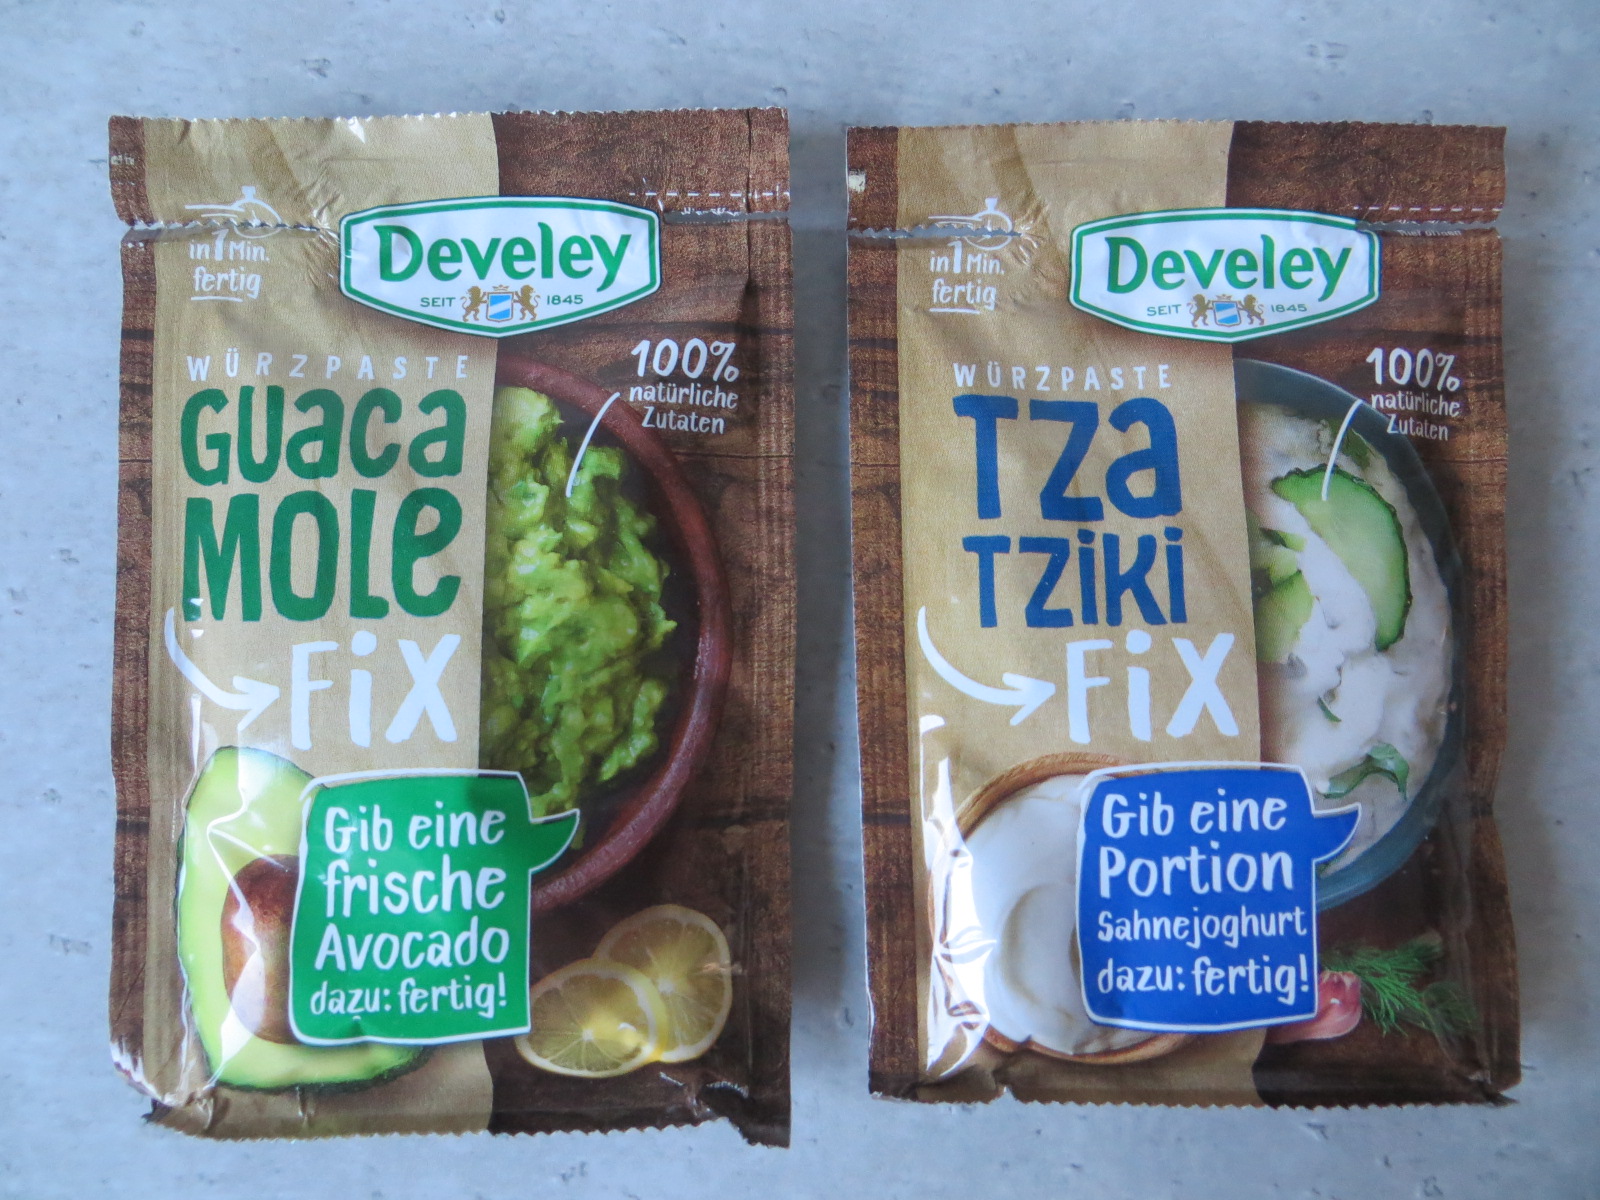 in 1 Min.
fertig
Develey
SEIT 1845
WÜRZPASTE
GUACA
MOLE
FIX
100%
natürliche
Zutaten
Gib eine
frische
Avocado
dazu: fertig!
in 1 Min.
fertig
Develey
SEIT 1845
WÜRZPASTE
TZA
TZIKI
FIX
100%
natürliche
Zutaten
Gib eine
Portion
Sahnejoghurt
dazu: fertig!